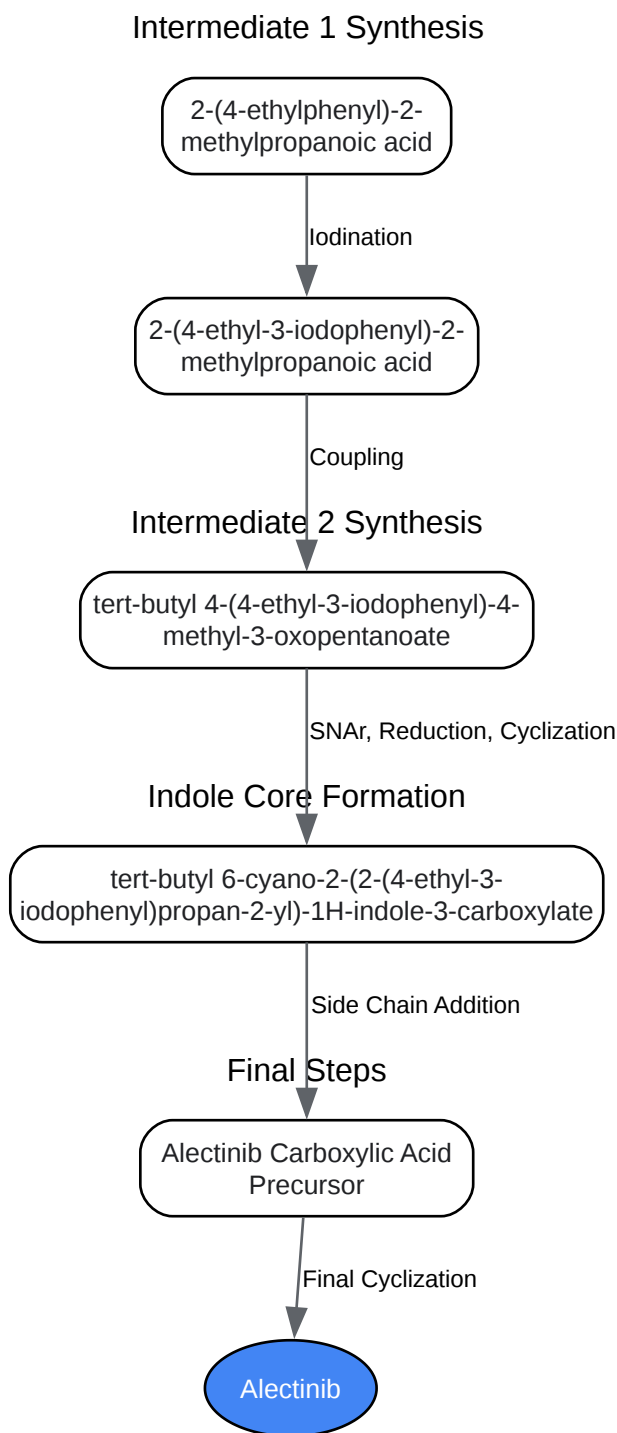 Intermediate 1 Synthesis
2-(4-ethylphenyl)-2-
methylpropanoic acid
Iodination
2-(4-ethyl-3-iodophenyl)-2-
methylpropanoic acid
Coupling
Intermediate 2 Synthesis
tert-butyl 4-(4-ethyl-3-iodophenyl)-4-
methyl-3-oxopentanoate
SNAr, Reduction, Cyclization
Indole Core Formation
tert-butyl 6-cyano-2-(2-(4-ethyl-3-
iodophenyl)propan-2-yl)-1H-indole-3-carboxylate
Side Chain Addition
Final Steps
Alectinib Carboxylic Acid
Precursor
Final Cyclization
Alectinib